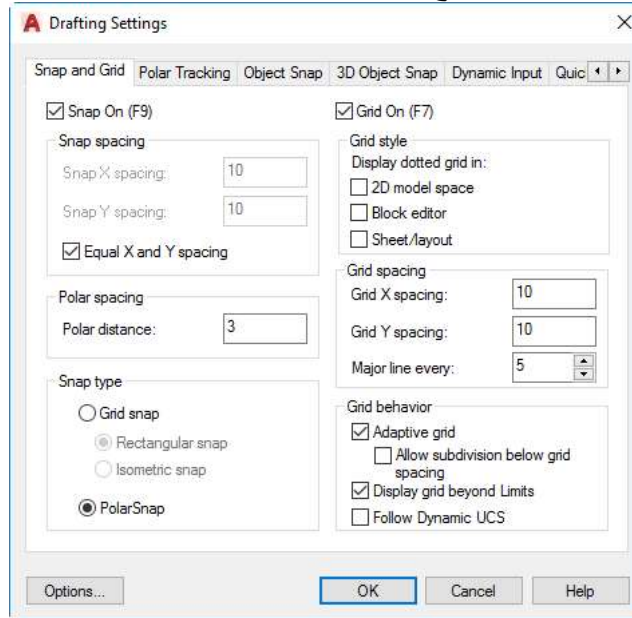 Drafting Settings
Snap and Grid Polar Tracking Object Snap 3D Object Snap Dynamic Input Quic
Snap On (F9)
Snap spacing
Snap X spacing: 10
Snap Y spacing: 10
Equal X and Y spacing
Polar spacing
Polar distance: 3
Snap type
Grid snap
Rectangular snap
Isometric snap
PolarSnap
Grid On (F7)
Grid style
Display dotted grid in:
2D model space
Block editor
Sheet/layout
Grid spacing
Grid X spacing: 10
Grid Y spacing: 10
Major line every: 5
Grid behavior
Adaptive grid
Allow subdivision below grid
spacing
Display grid beyond Limits
Follow Dynamic UCS
Options... OK Cancel Help